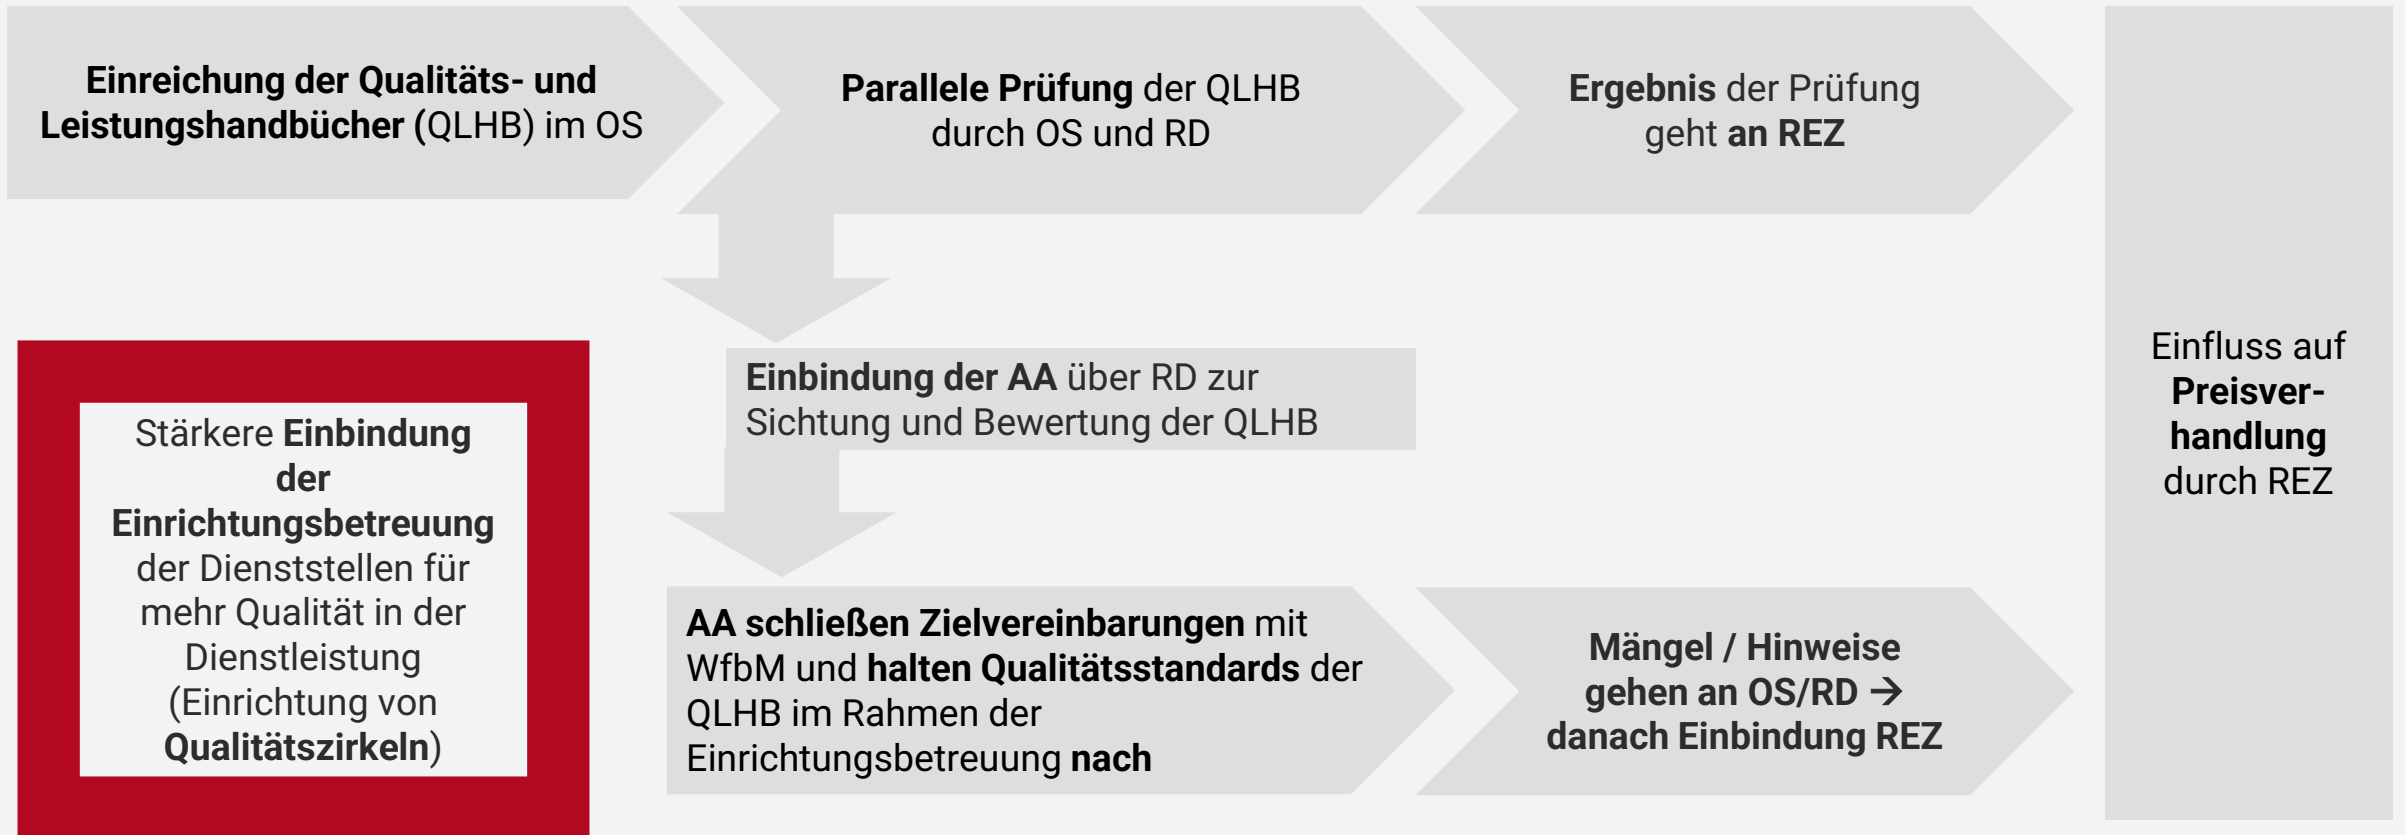 Einreichung der Qualitäts- und
Leistungshandbücher (QLHB) im OS
Parallele Prüfung der QLHB
durch OS und RD
Ergebnis der Prüfung
geht an REZ
Einfluss auf
Preisver-
handlung
durch REZ
Einbindung der AA über RD zur
Sichtung und Bewertung der QLHB
Stärkere Einbindung
der
Einrichtungsbetreuung
der Dienststellen für
mehr Qualität in der
Dienstleistung
(Einrichtung von
Qualitätszirkeln)
AA schließen Zielvereinbarungen mit
WfbM und halten Qualitätsstandards der
QLHB im Rahmen der
Einrichtungsbetreuung nach
Mängel / Hinweise
gehen an OS/RD →
danach Einbindung REZ